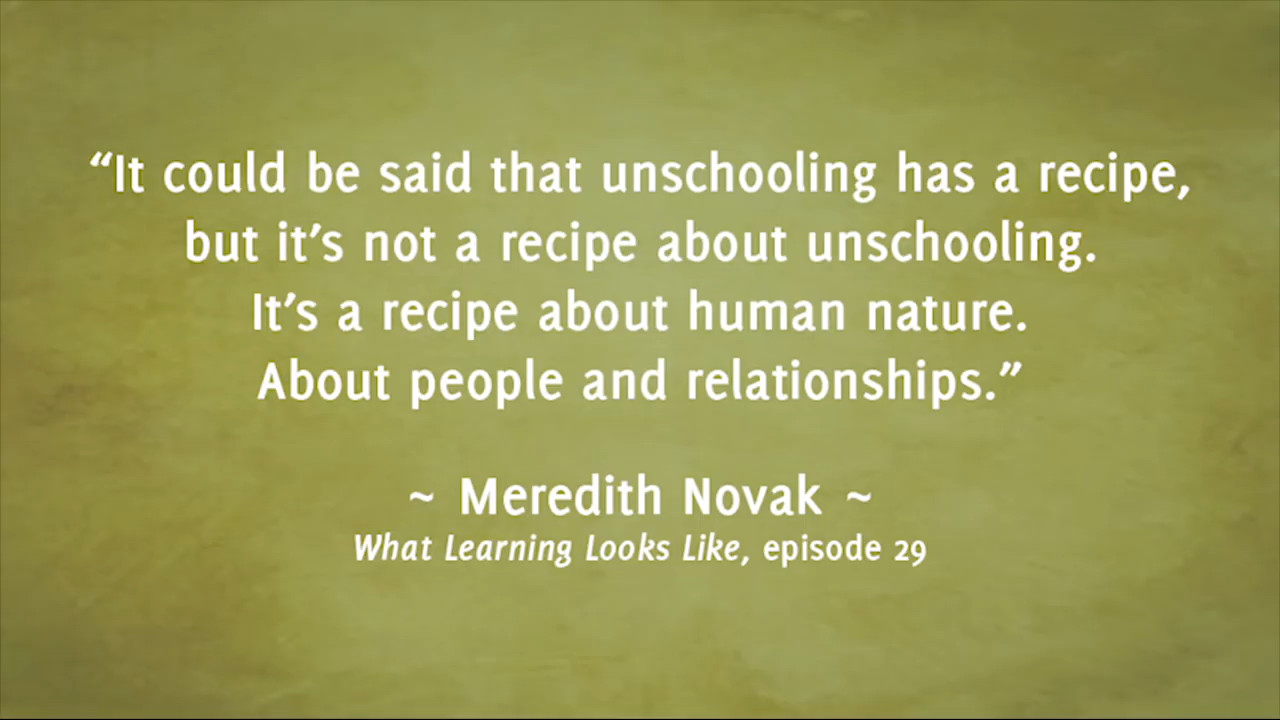 “It could be said that unschooling has a recipe,
but it’s not a recipe about unschooling.
It’s a recipe about human nature.
About people and relationships.”
~ Meredith Novak ~
What Learning Looks Like, episode 29